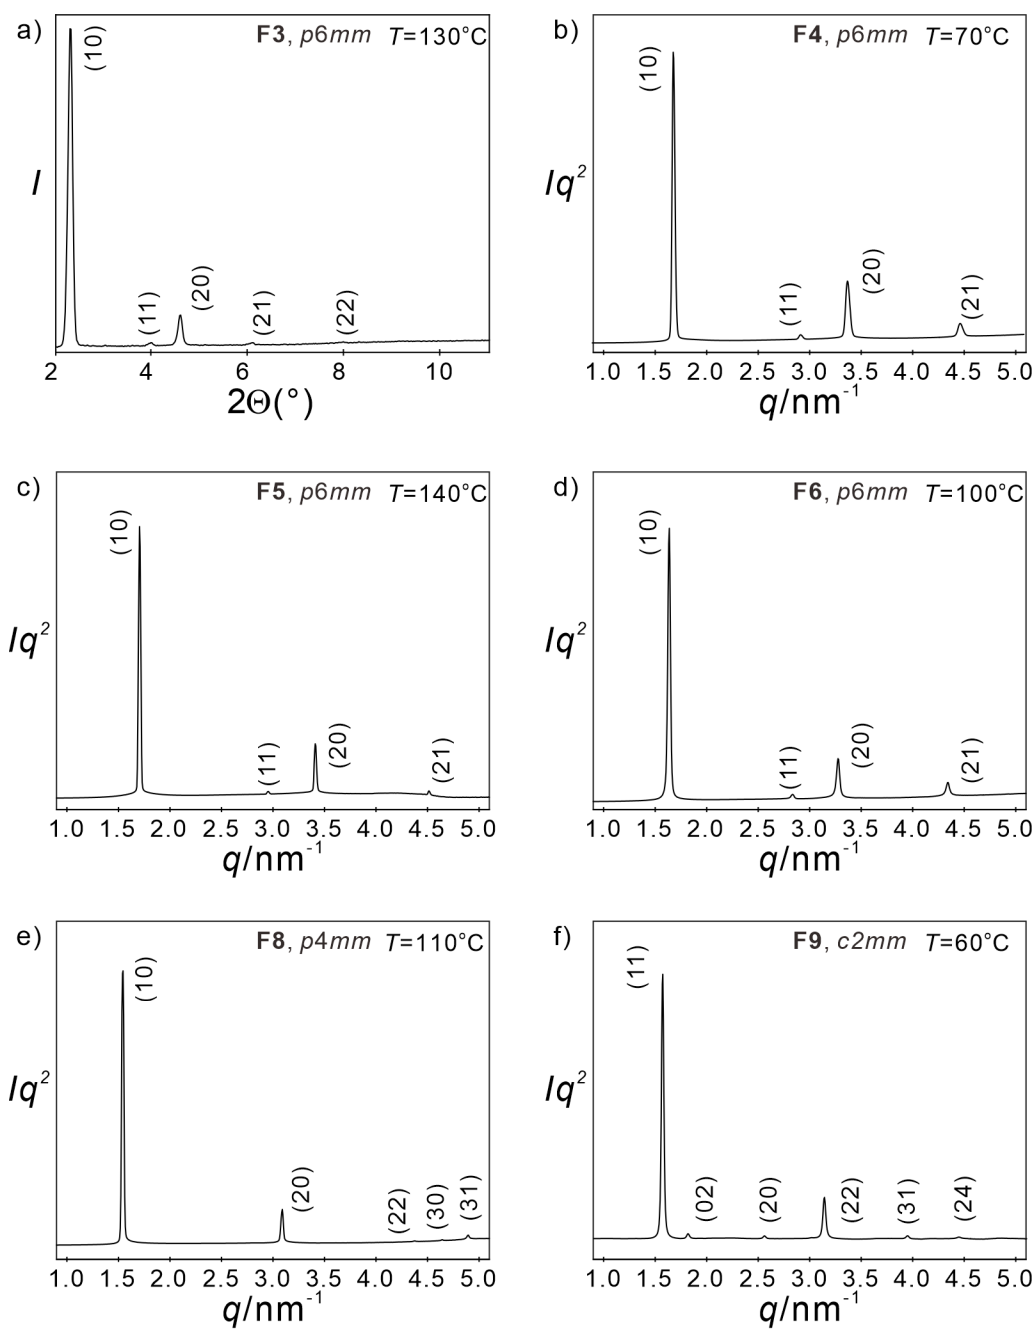 a) F3, p6mm T=130°C
(10)
(11)
(20)
(21)
(22)
I
2 4 6 8 10
2Θ(°)
b) F4, p6mm T=70°C
(10)
(11)
(20)
(21)
Iq²
1.0 1.5 2.0 2.5 3.0 3.5 4.0 4.5 5.0
q/nm⁻¹
c) F5, p6mm T=140°C
(10)
(11)
(20)
(21)
Iq²
1.0 1.5 2.0 2.5 3.0 3.5 4.0 4.5 5.0
q/nm⁻¹
d) F6, p6mm T=100°C
(10)
(11)
(20)
(21)
Iq²
1.0 1.5 2.0 2.5 3.0 3.5 4.0 4.5 5.0
q/nm⁻¹
e) F8, p4mm T=110°C
(10)
(20)
(22)
(30)
(31)
Iq²
1.0 1.5 2.0 2.5 3.0 3.5 4.0 4.5 5.0
q/nm⁻¹
f) F9, c2mm T=60°C
(11)
(02)
(20)
(22)
(31)
(24)
Iq²
1.0 1.5 2.0 2.5 3.0 3.5 4.0 4.5 5.0
q/nm⁻¹